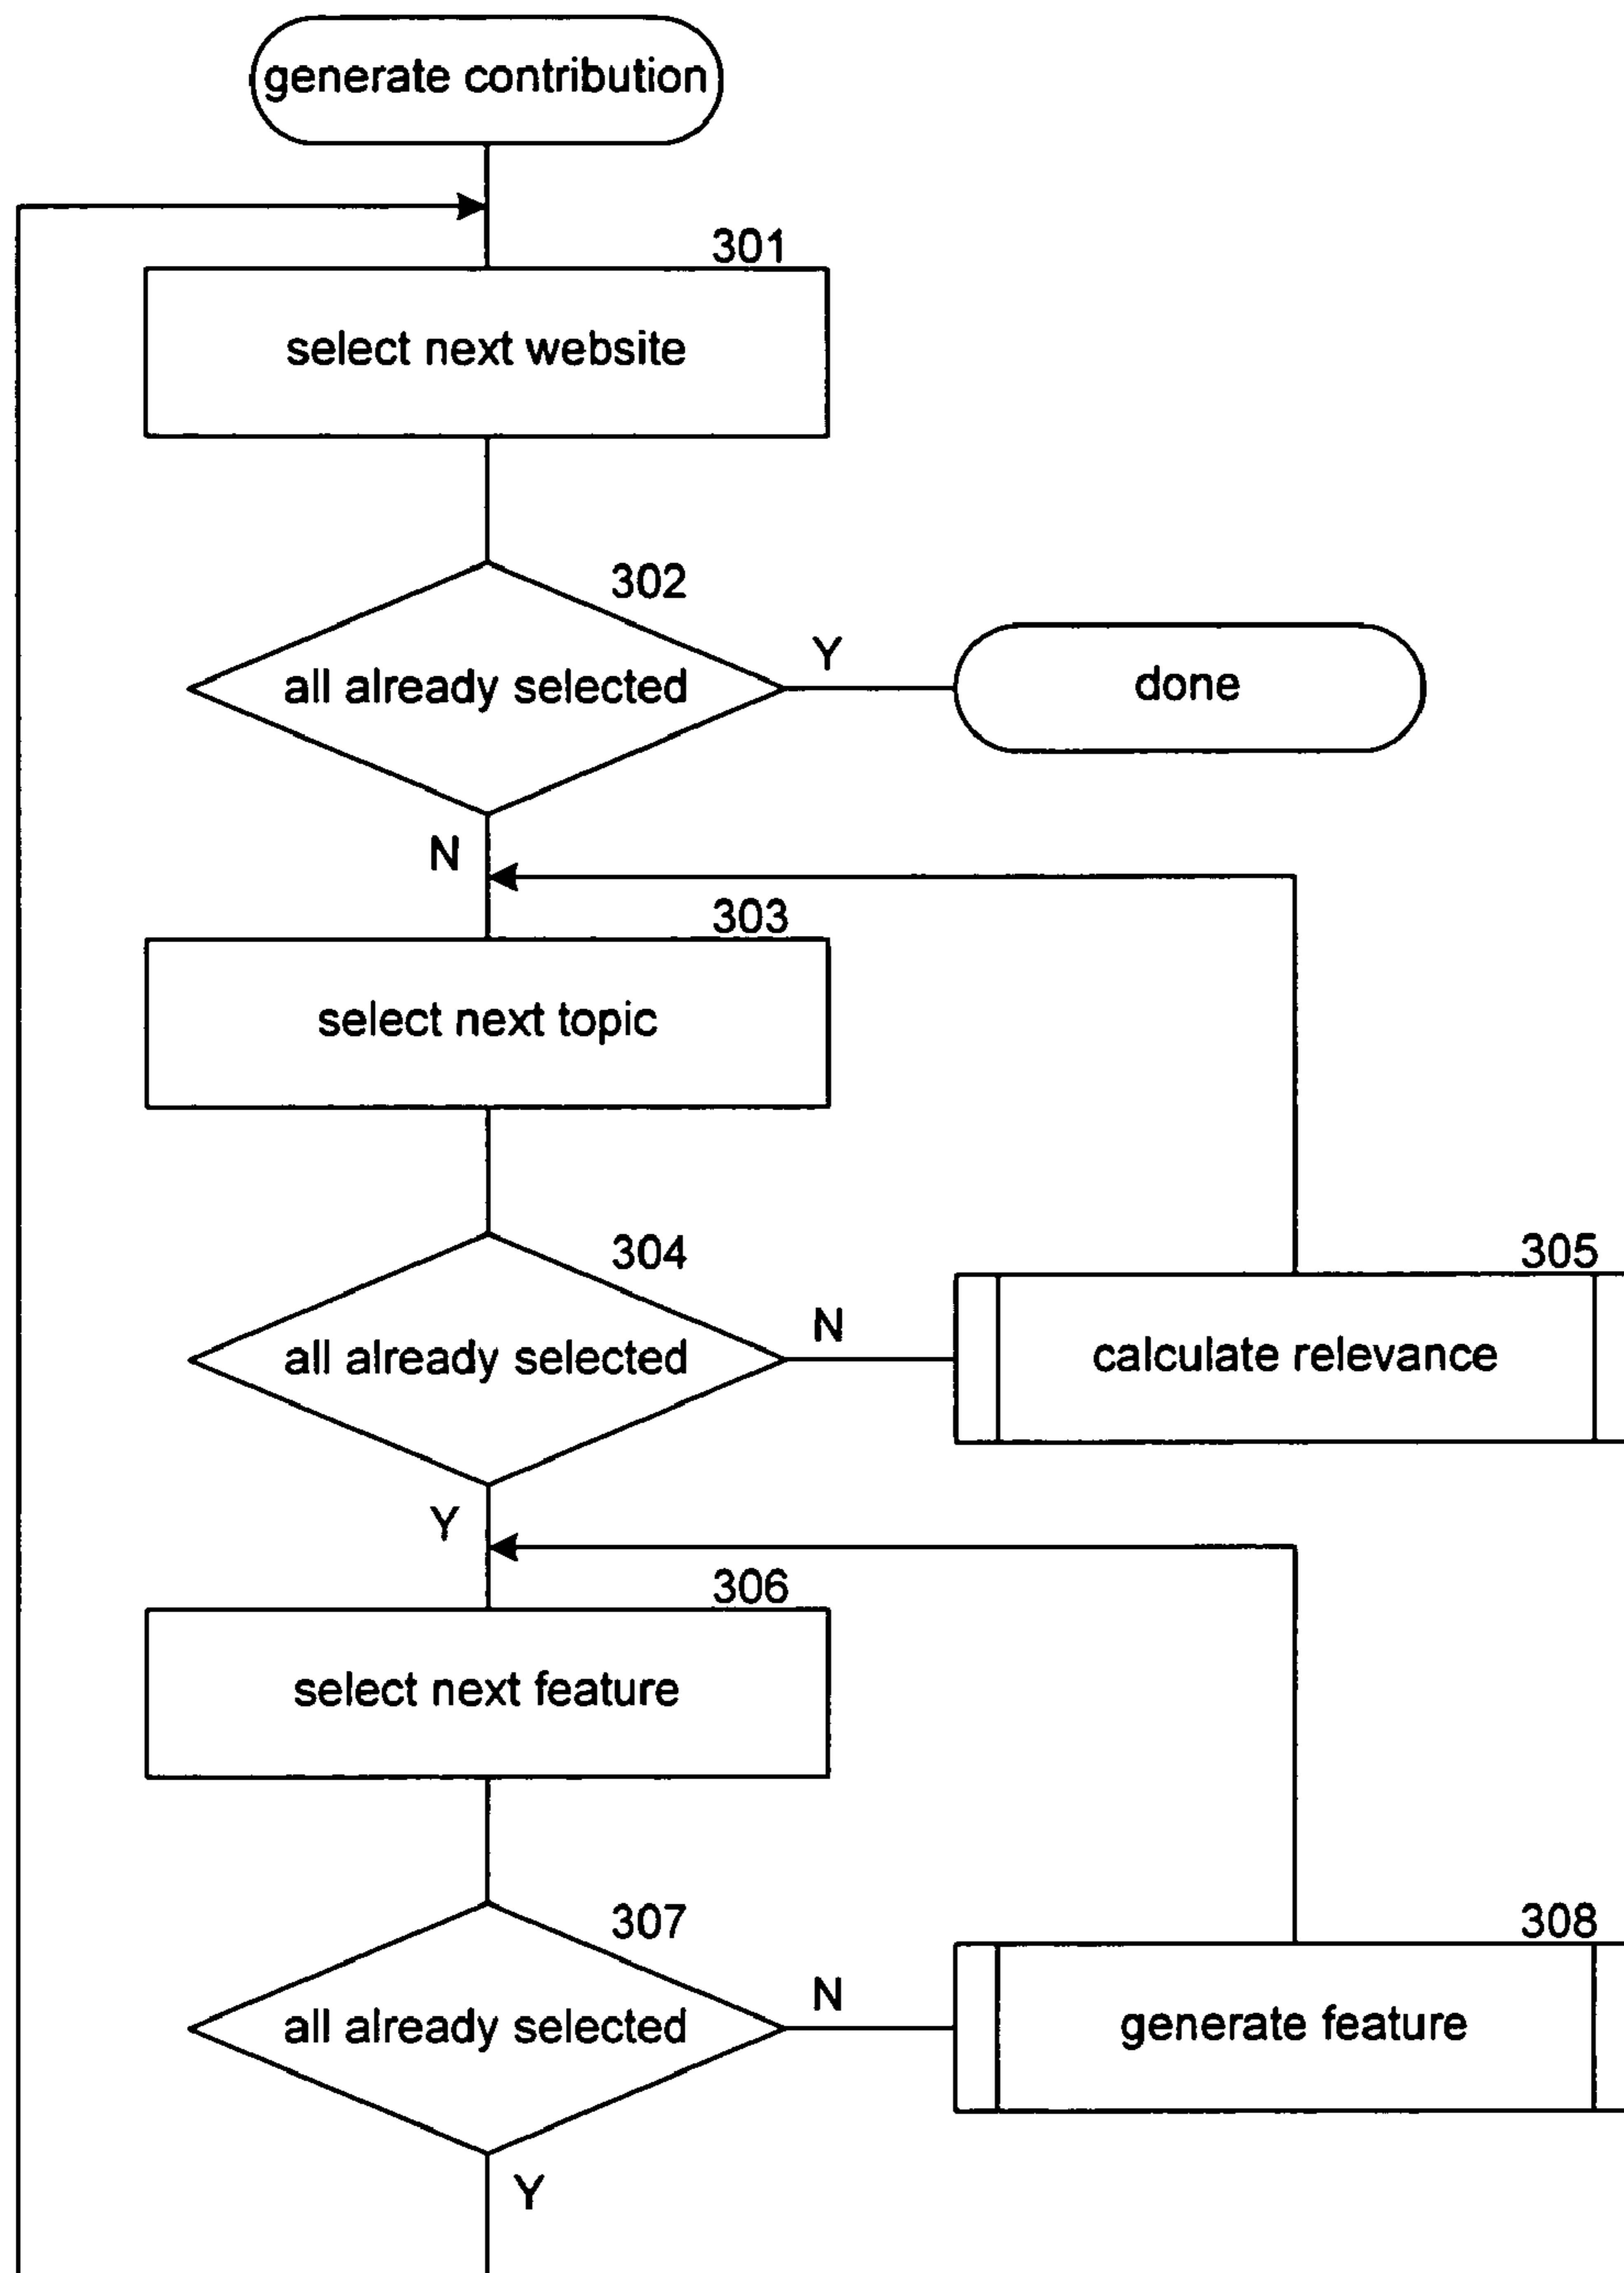 generate contribution
301
select next website
302
all already selected
Y
done
N
303
select next topic
304
all already selected
N
305
calculate relevance
Y
306
select next feature
307
all already selected
N
308
generate feature
Y